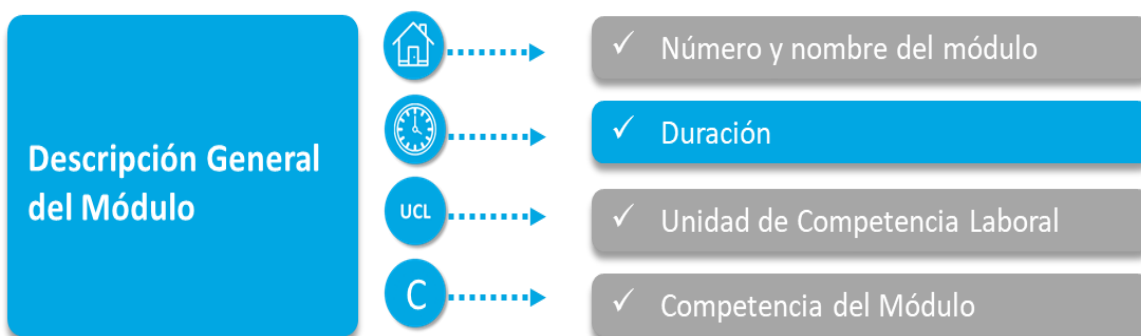 Descripción General
del Módulo
✓ Número y nombre del módulo
✓ Duración
UCL
✓ Unidad de Competencia Laboral
C
✓ Competencia del Módulo